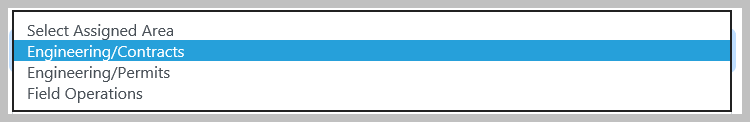 Select Assigned Area
Engineering/Contracts
Engineering/Permits
Field Operations